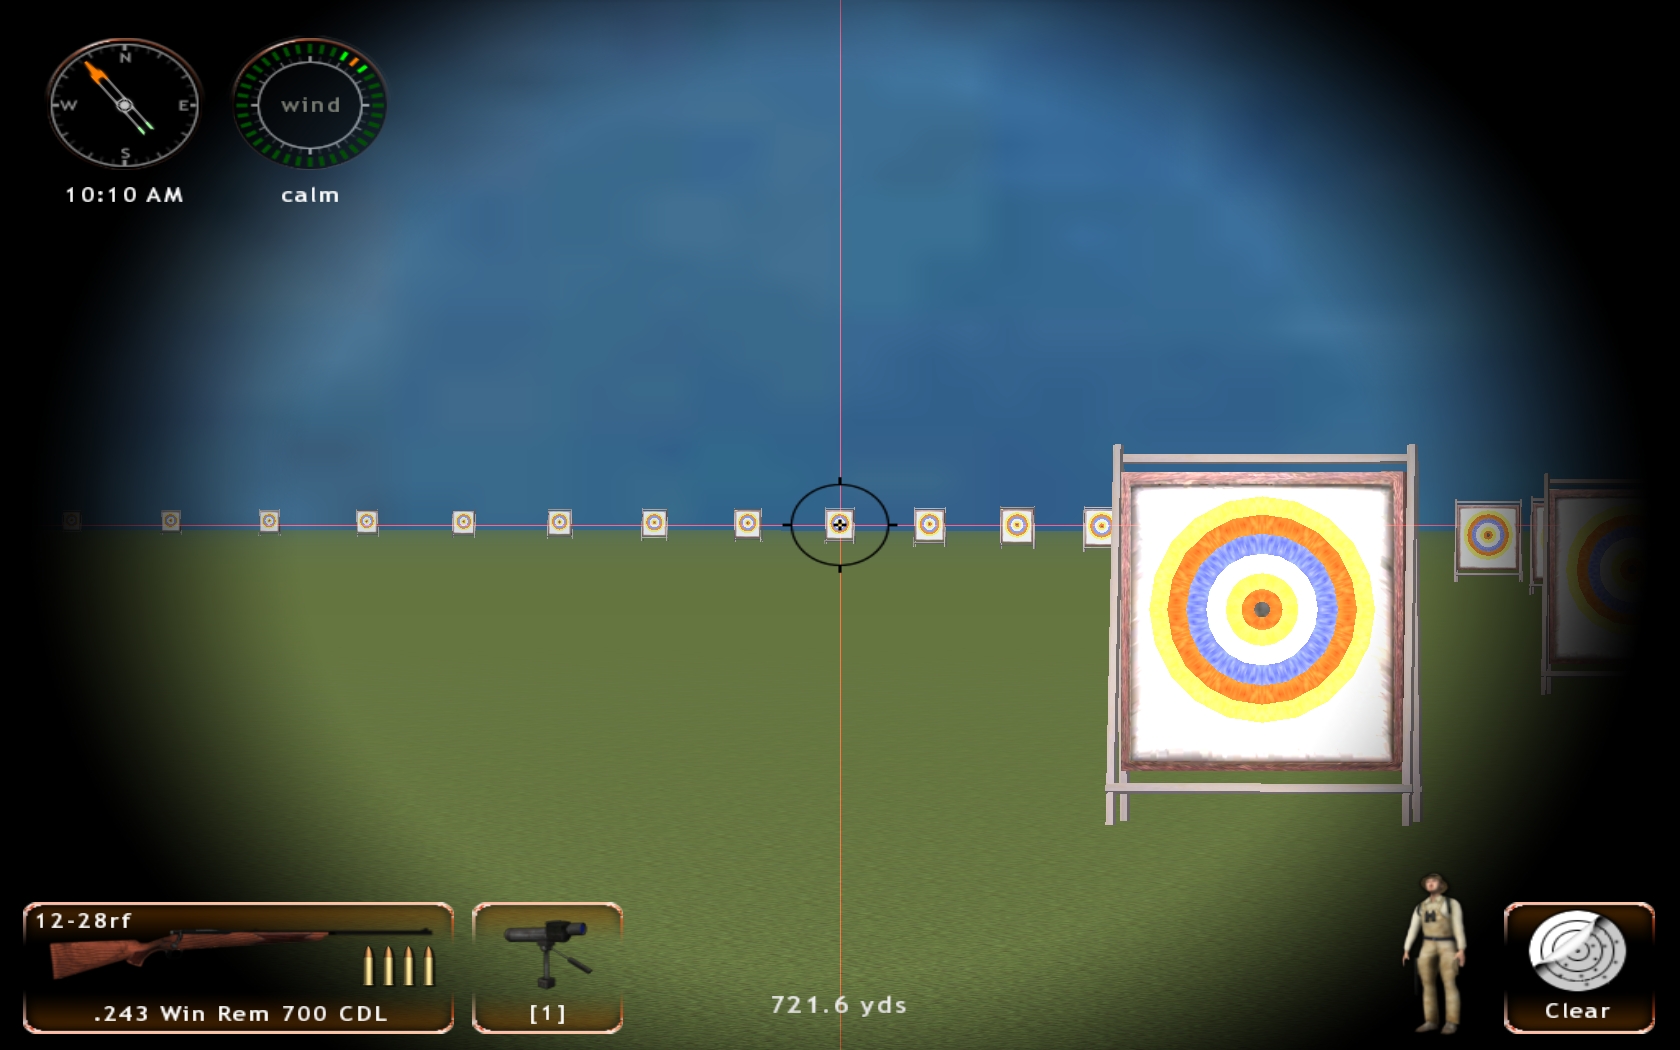 N
W E
S
wind
10:10 AM
calm
12-28rf
.243 Win Rem 700 CDL
[1]
721.6 yds
Clear